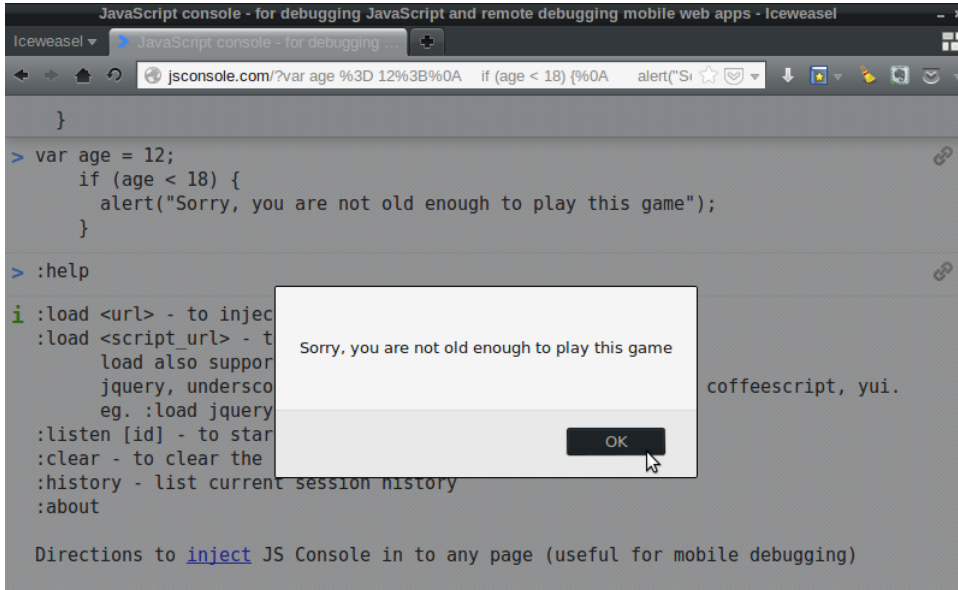 JavaScript console - for debugging JavaScript and remote debugging mobile web apps - Iceweasel
Iceweasel
JavaScript console - for debugging ...
jsconsole.com/?var age %3D 12%3B%0A if (age < 18) {%0A alert("S
}
> var age = 12;
if (age < 18) {
alert("Sorry, you are not old enough to play this game");
}
> :help
i :load <url> - to injec
:load <script_url> - t
load also suppor
jquery, undersco coffeescript, yui.
eg. :load jquery
:listen [id] - to star
:clear - to clear the
:history - list current session history
:about
Directions to inject JS Console in to any page (useful for mobile debugging)
Sorry, you are not old enough to play this game
OK